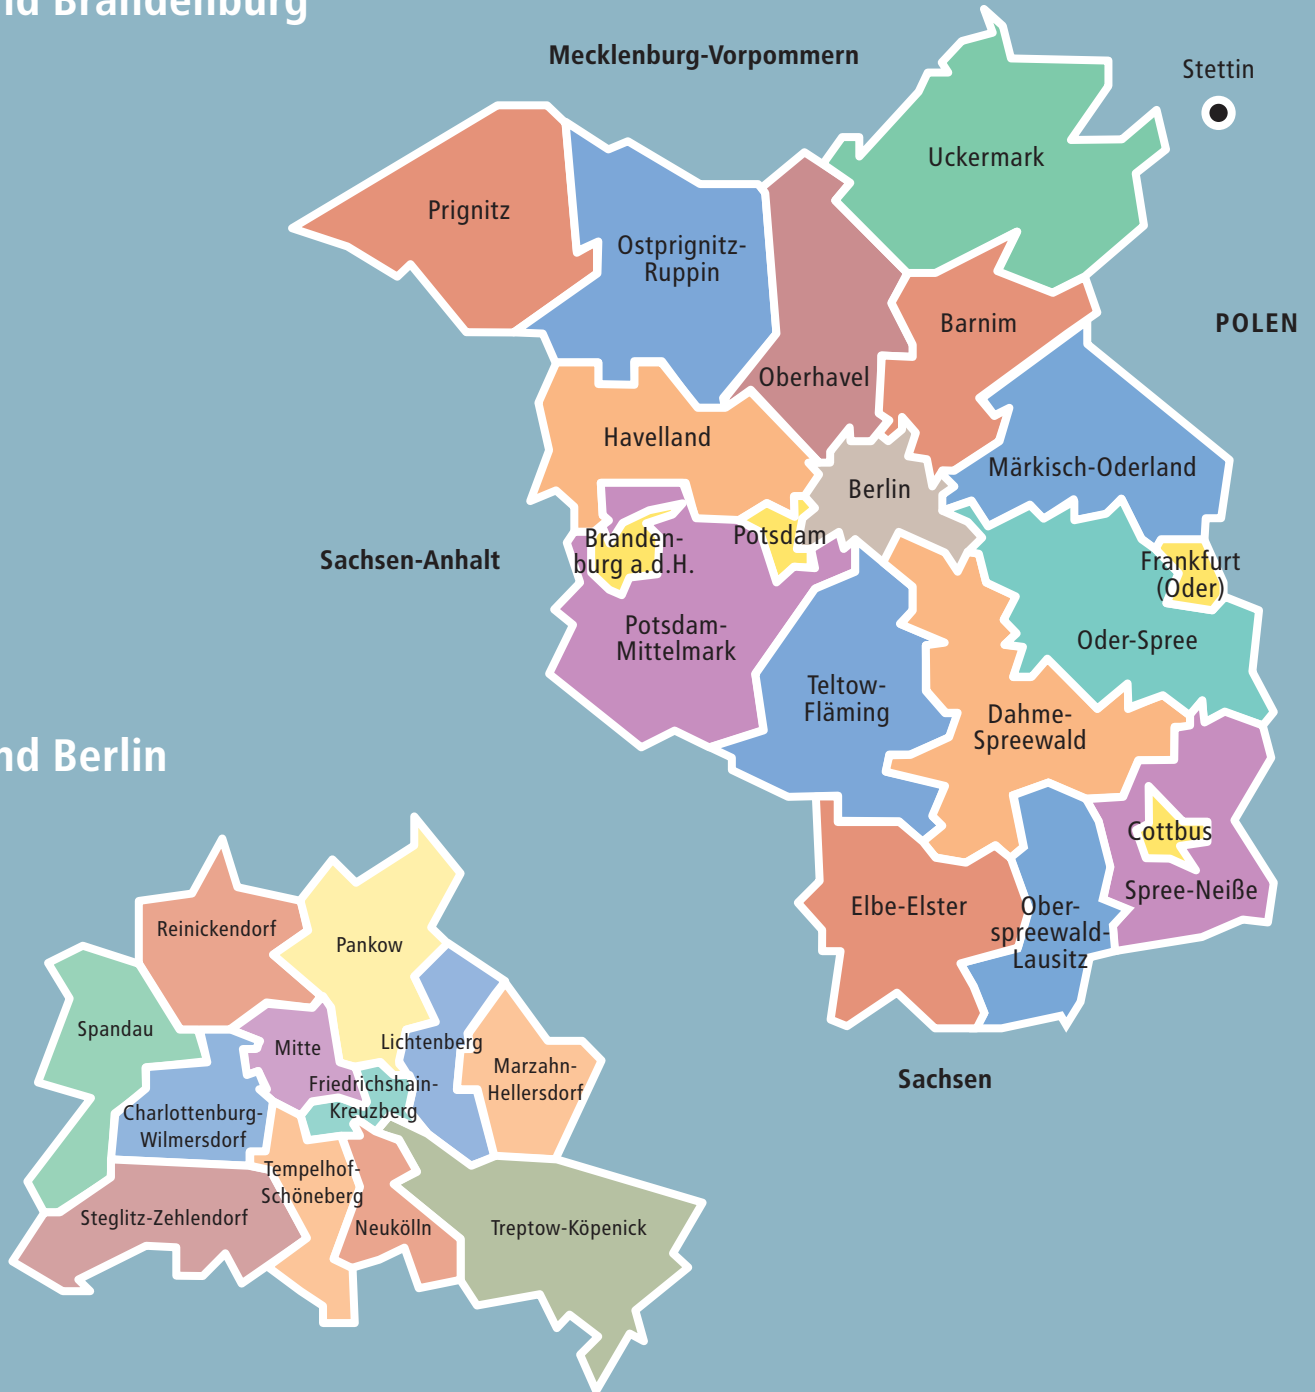 nd Brandenburg
Mecklenburg-Vorpommern
Stettin
Uckermark
Prignitz
Ostprignitz-
Ruppin
Barnim
POLEN
Oberhavel
Havelland
Märkisch-Oderland
Berlin
Sachsen-Anhalt
Branden-
burg a.d.H.
Potsdam
Frankfurt
(Oder)
Potsdam-
Mittelmark
Oder-Spree
Teltow-
Fläming
Dahme-
Spreewald
Cottbus
Spree-Neiße
Elbe-Elster
Ober-
spreewald-
Lausitz
Sachsen
nd Berlin
Reinickendorf
Pankow
Spandau
Mitte
Lichtenberg
Marzahn-
Hellersdorf
Friedrichshain-
Kreuzberg
Charlottenburg-
Wilmersdorf
Tempelhof-
Schöneberg
Steglitz-Zehlendorf
Neukölln
Treptow-Köpenick